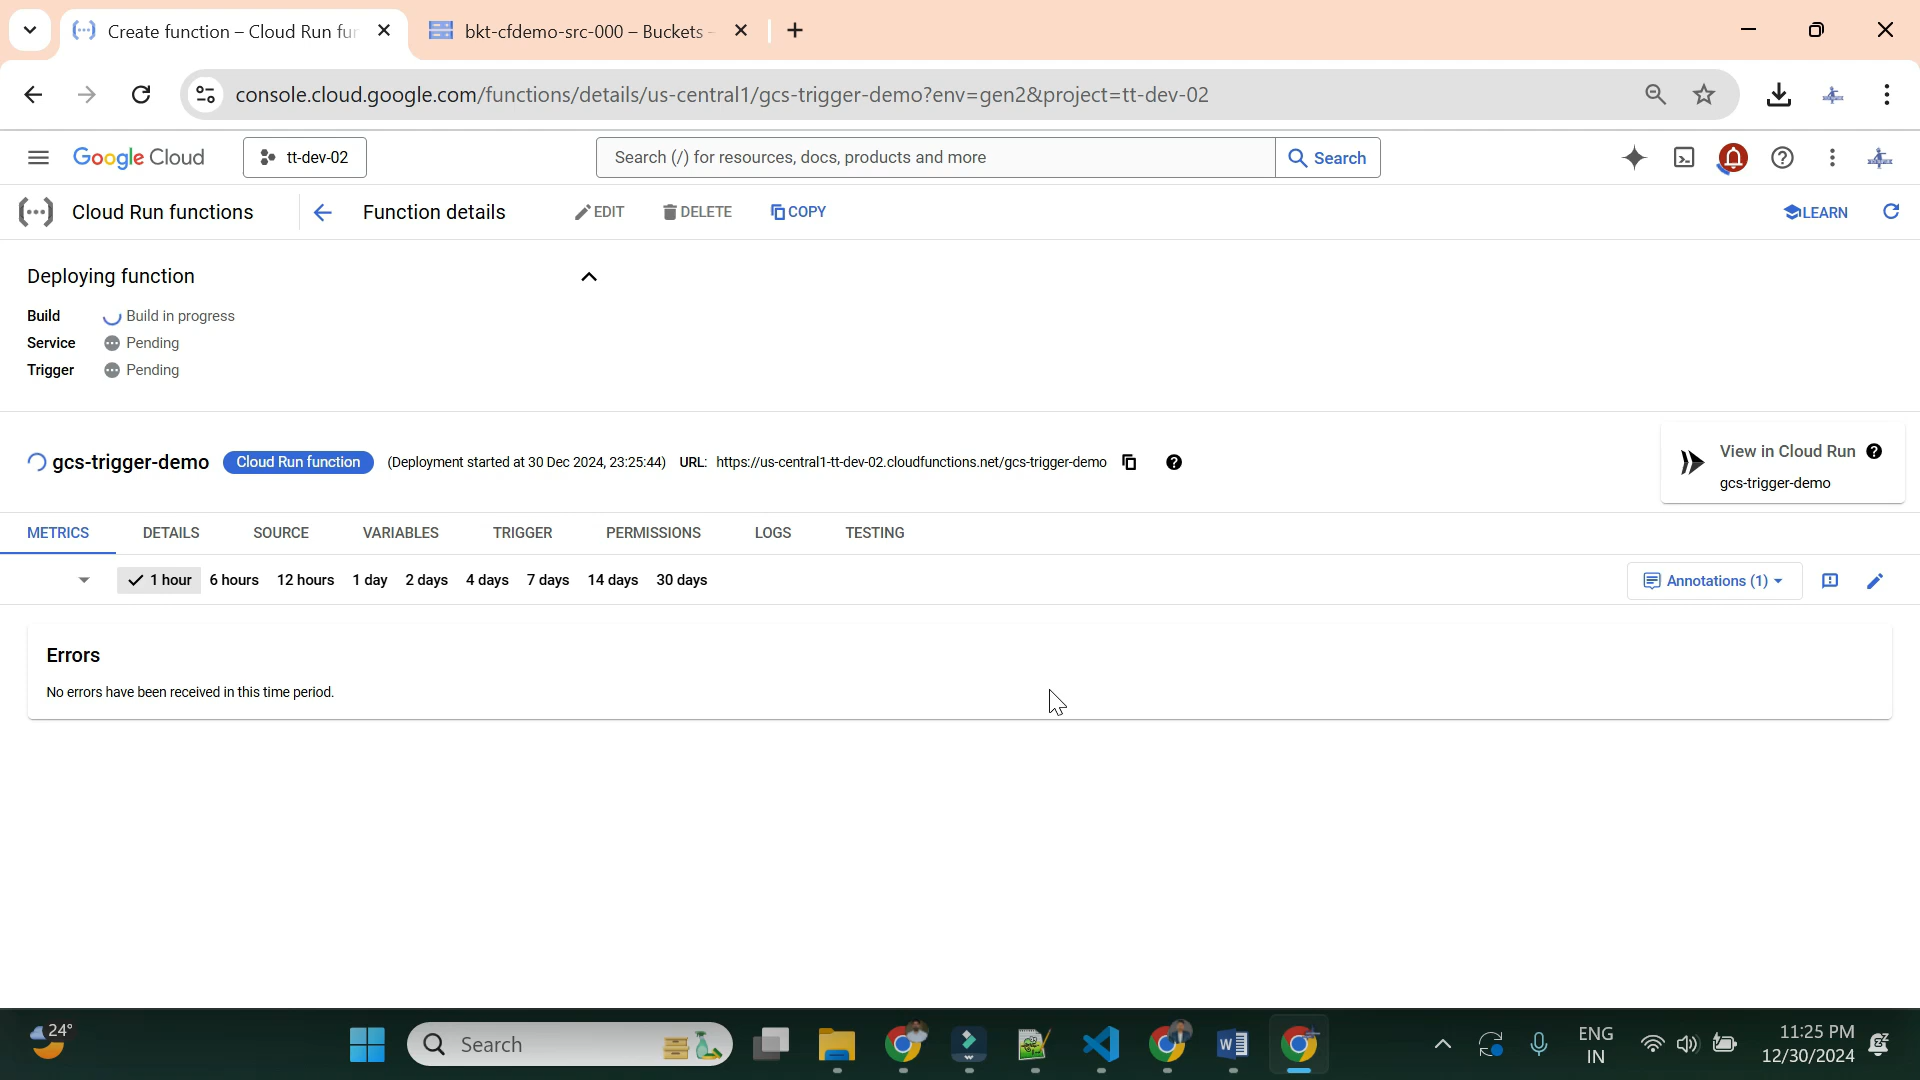 Create function – Cloud Run fun
bkt-cfdemo-src-000 – Buckets –
console.cloud.google.com/functions/details/us-central1/gcs-trigger-demo?env=gen2&project=tt-dev-02
Google Cloud
tt-dev-02
Search (/) for resources, docs, products and more
Search
Cloud Run functions
Function details
EDIT
DELETE
COPY
LEARN
Deploying function
Build Build in progress
Service Pending
Trigger Pending
gcs-trigger-demo Cloud Run function (Deployment started at 30 Dec 2024, 23:25:44) URL: https://us-central1-tt-dev-02.cloudfunctions.net/gcs-trigger-demo
View in Cloud Run
gcs-trigger-demo
METRICS DETAILS SOURCE VARIABLES TRIGGER PERMISSIONS LOGS TESTING
1 hour 6 hours 12 hours 1 day 2 days 4 days 7 days 14 days 30 days
Annotations (1)
Errors
No errors have been received in this time period.
24°
Search
ENG
IN
11:25 PM
12/30/2024